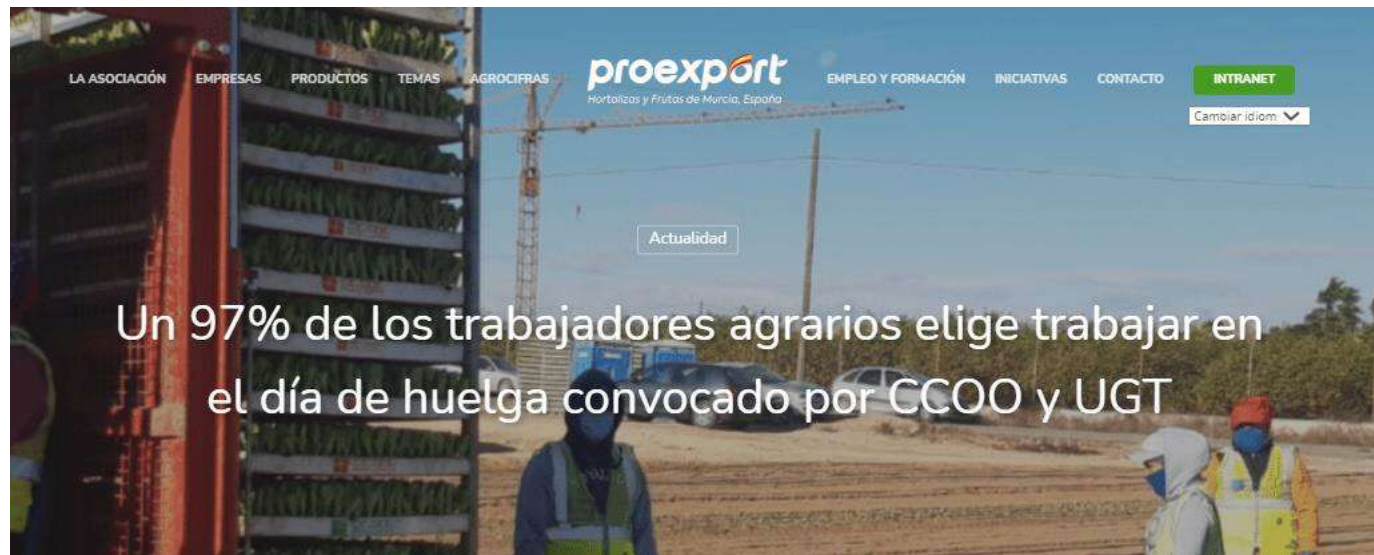 LA ASOCIACIÓN EMPRESAS PRODUCTOS TEMAS AGROCIFRAS proexport EMPLEO Y FORMACIÓN INICIATIVAS CONTACTO INTRANET
Hortalizas y Frutas de Murcia, España
Cambiar idiom
Actualidad
Un 97% de los trabajadores agrarios elige trabajar en
el día de huelga convocado por CCOO y UGT